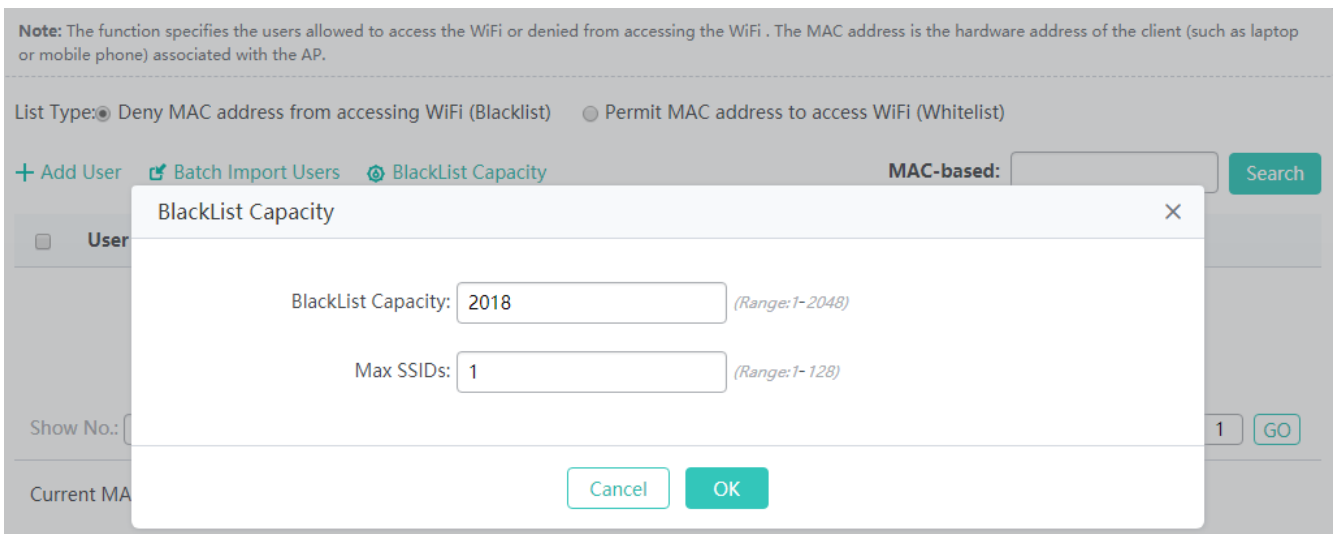 Note: The function specifies the users allowed to access the WiFi or denied from accessing the WiFi . The MAC address is the hardware address of the client (such as laptop
or mobile phone) associated with the AP.
List Type: Deny MAC address from accessing WiFi (Blacklist) Permit MAC address to access WiFi (Whitelist)
Add User Batch Import Users BlackList Capacity MAC-based: Search
BlackList Capacity
User
BlackList Capacity: 2018 (Range:1-2048)
Max SSIDs: 1 (Range:1-128)
Show No.: 1 GO
Current MA
Cancel OK